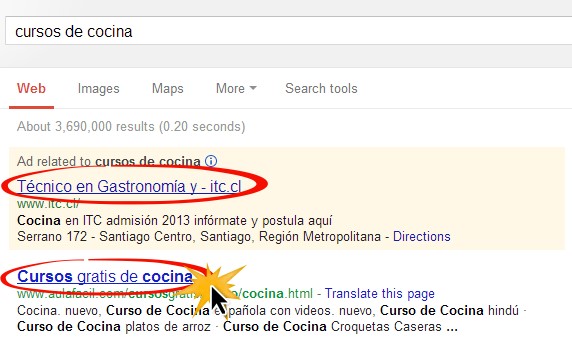 cursos de cocina
Web Images Maps More Search tools
About 3,690,000 results (0.20 seconds)
Ad related to cursos de cocina
Técnico en Gastronomía y - itc.cl
www.itc.cl/
Cocina en ITC admisión 2013 infórmate y postula aquí
Serrano 172 - Santiago Centro, Santiago, Región Metropolitana - Directions
Cursos gratis de cocina
www.aulafacil.com/cursosgratis /cocina.html - Translate this page
Cocina. nuevo, Curso de Cocina española con videos. nuevo, Curso de Cocina hindú ·
Curso de Cocina platos de arroz · Curso de Cocina Croquetas Caseras ...